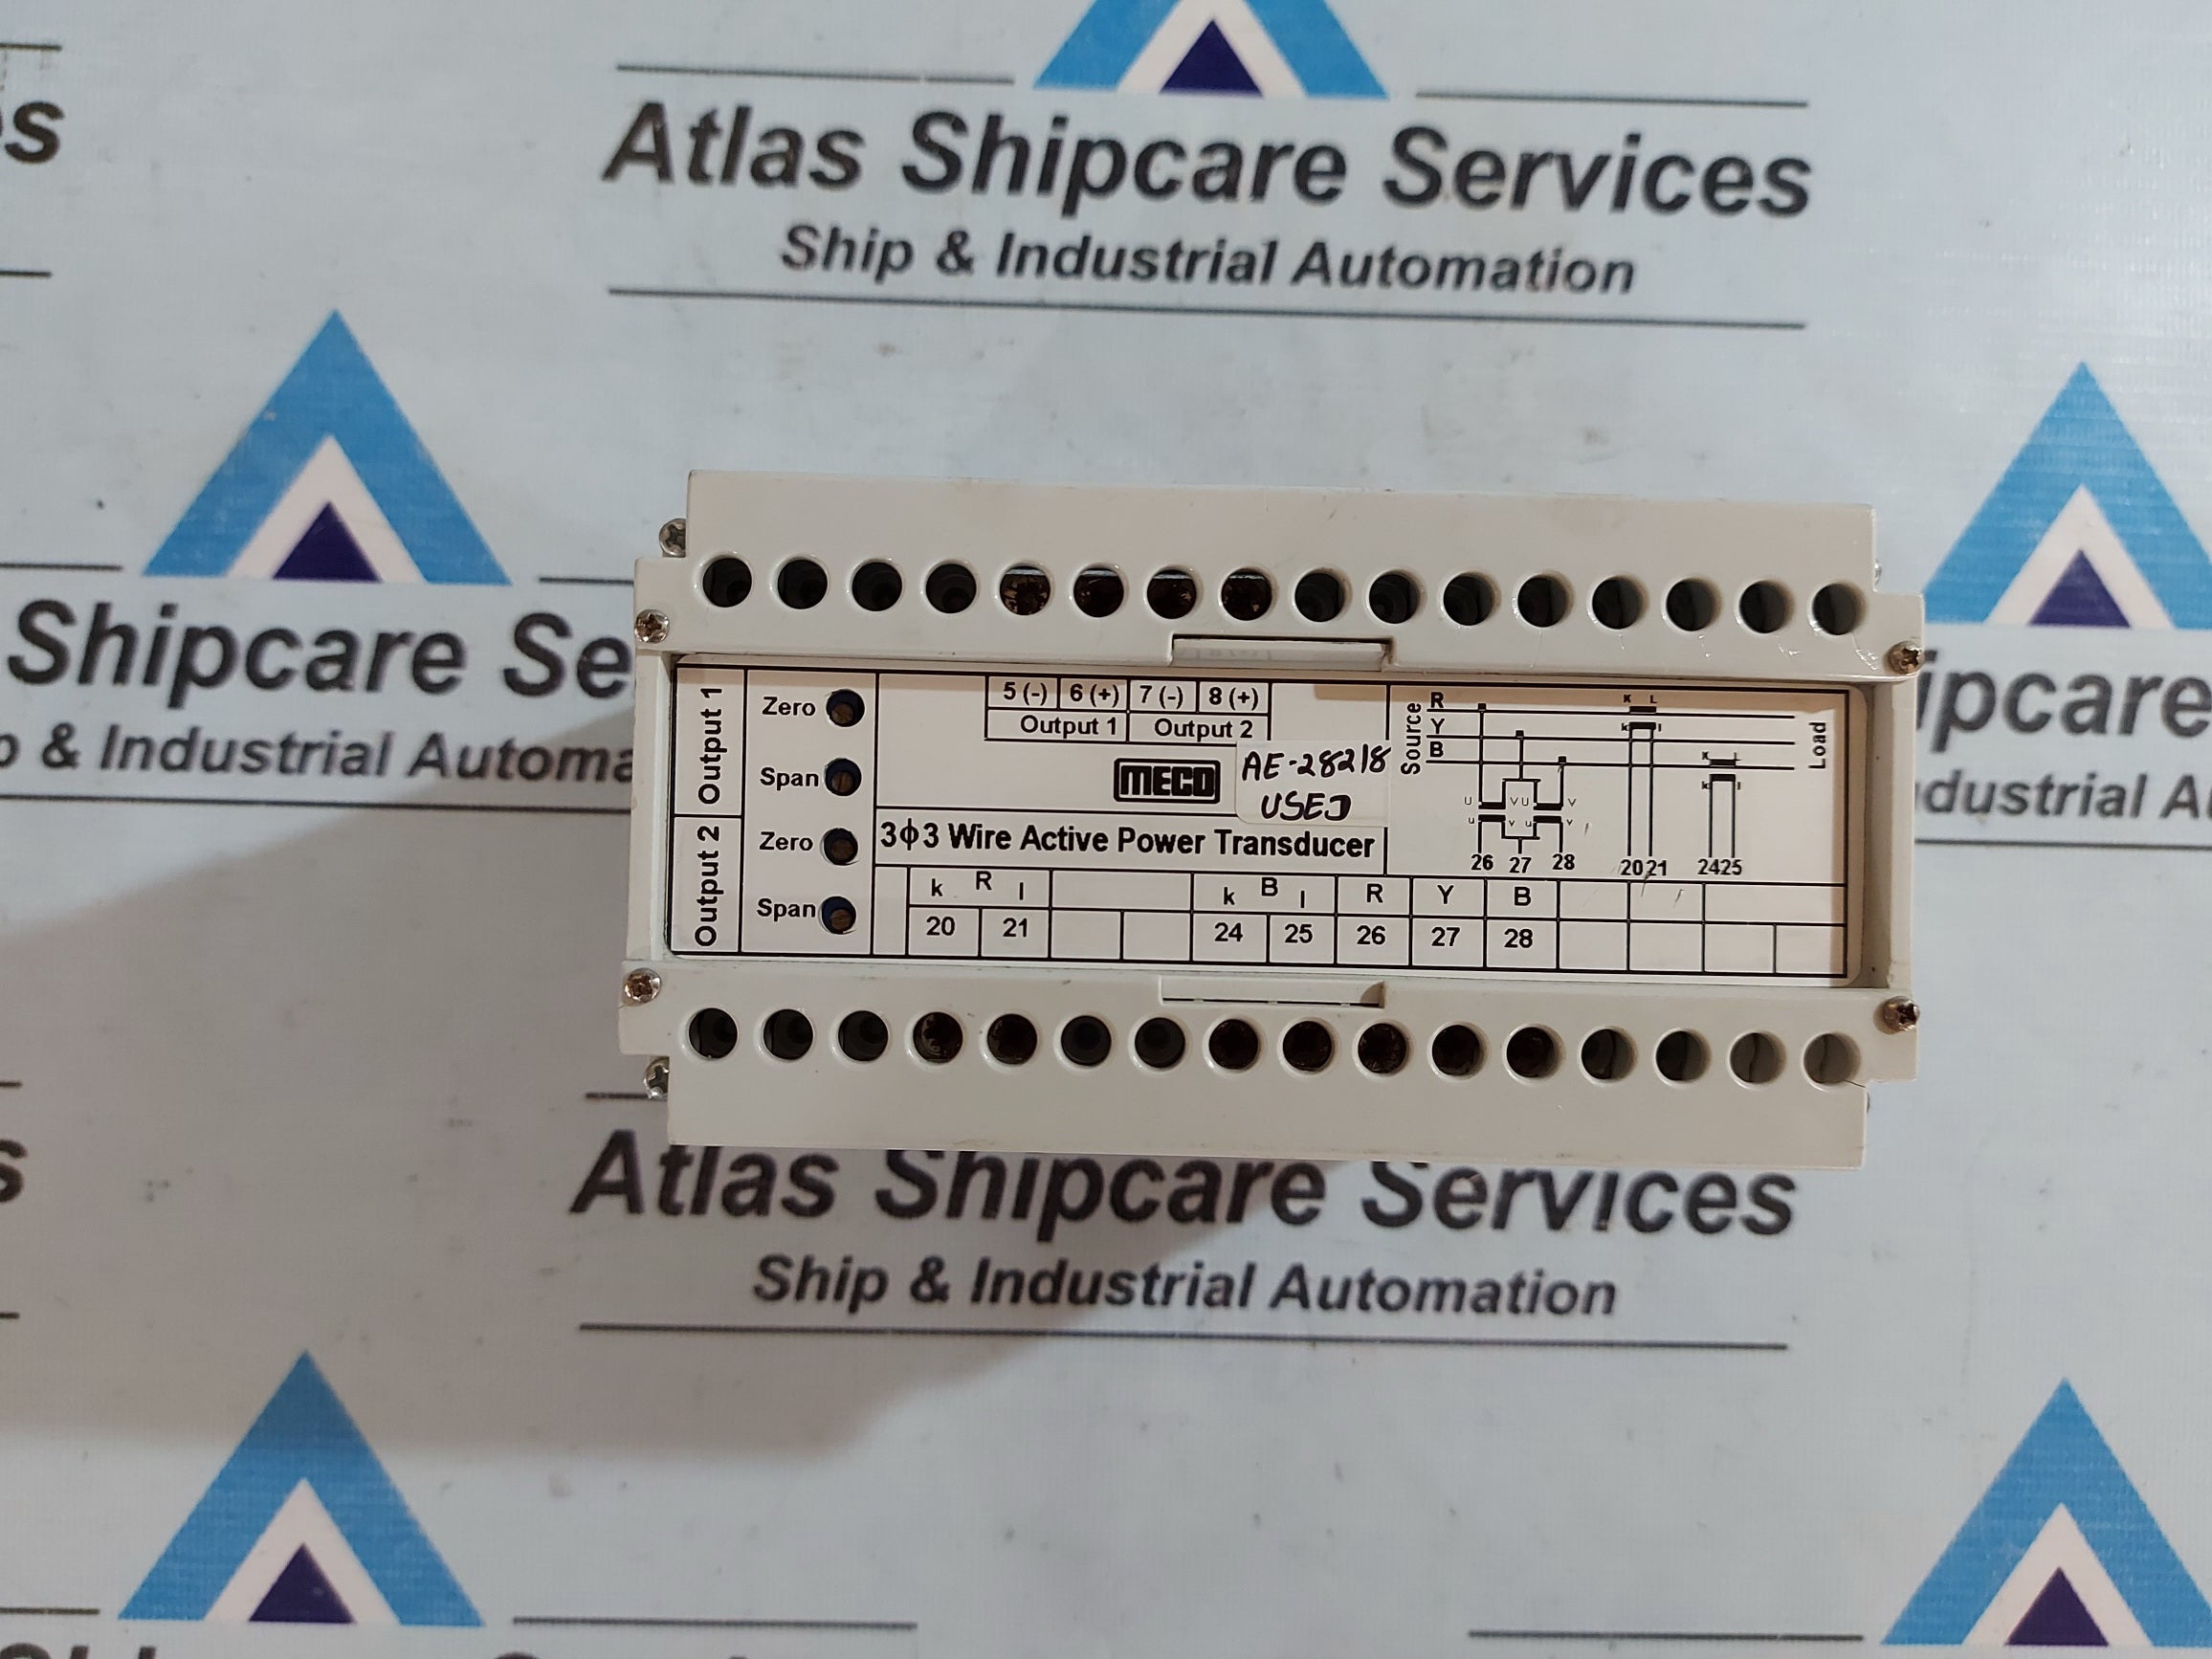 es
Atlas Shipcare Services
Ship & Industrial Automation
Shipcare Se
& Industrial Automa
ipcare
dustrial Au
Output 1
Zero
Span
Output 2
Zero
Span
5 (-) 6 (+) 7 (-) 8 (+)
Output 1 Output 2
MECO
AE-28218
USED
3ф3 Wire Active Power Transducer
Source
R
Y
B
K L
k l
K L
k l
Load
U V U V
u v u v
26 27 28 20 21 24 25
k R l k B l R Y B
20 21 24 25 26 27 28
s
Atlas Shipcare Services
Ship & Industrial Automation